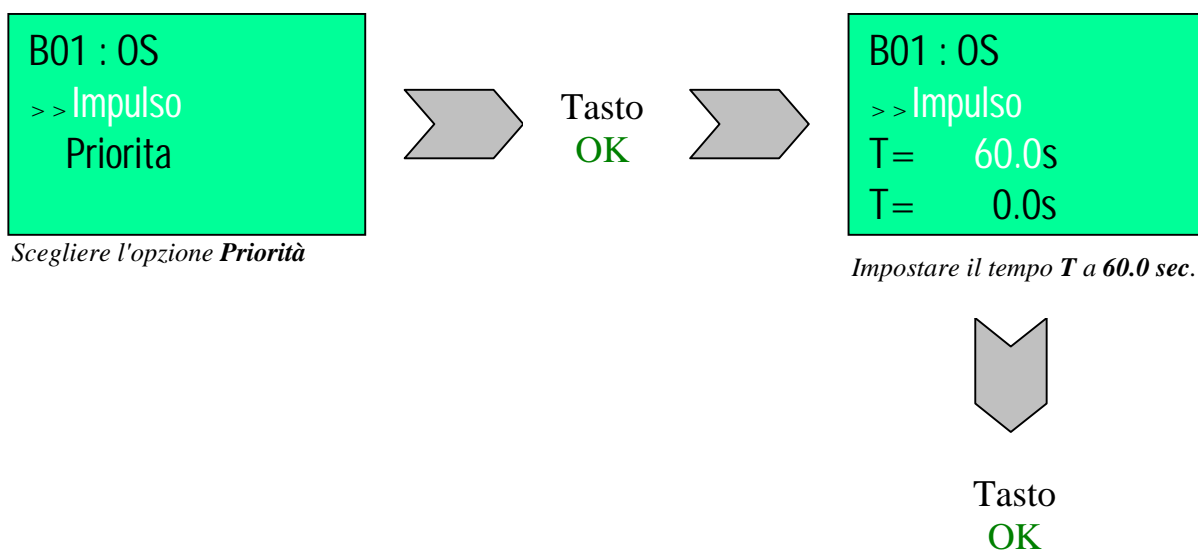 B01 : OS
>>Impulso
Priorita
Scegliere l'opzione Priorità
Tasto
OK
B01 : OS
>>Impulso
T= 60.0s
T= 0.0s
Impostare il tempo T a 60.0 sec.
Tasto
OK